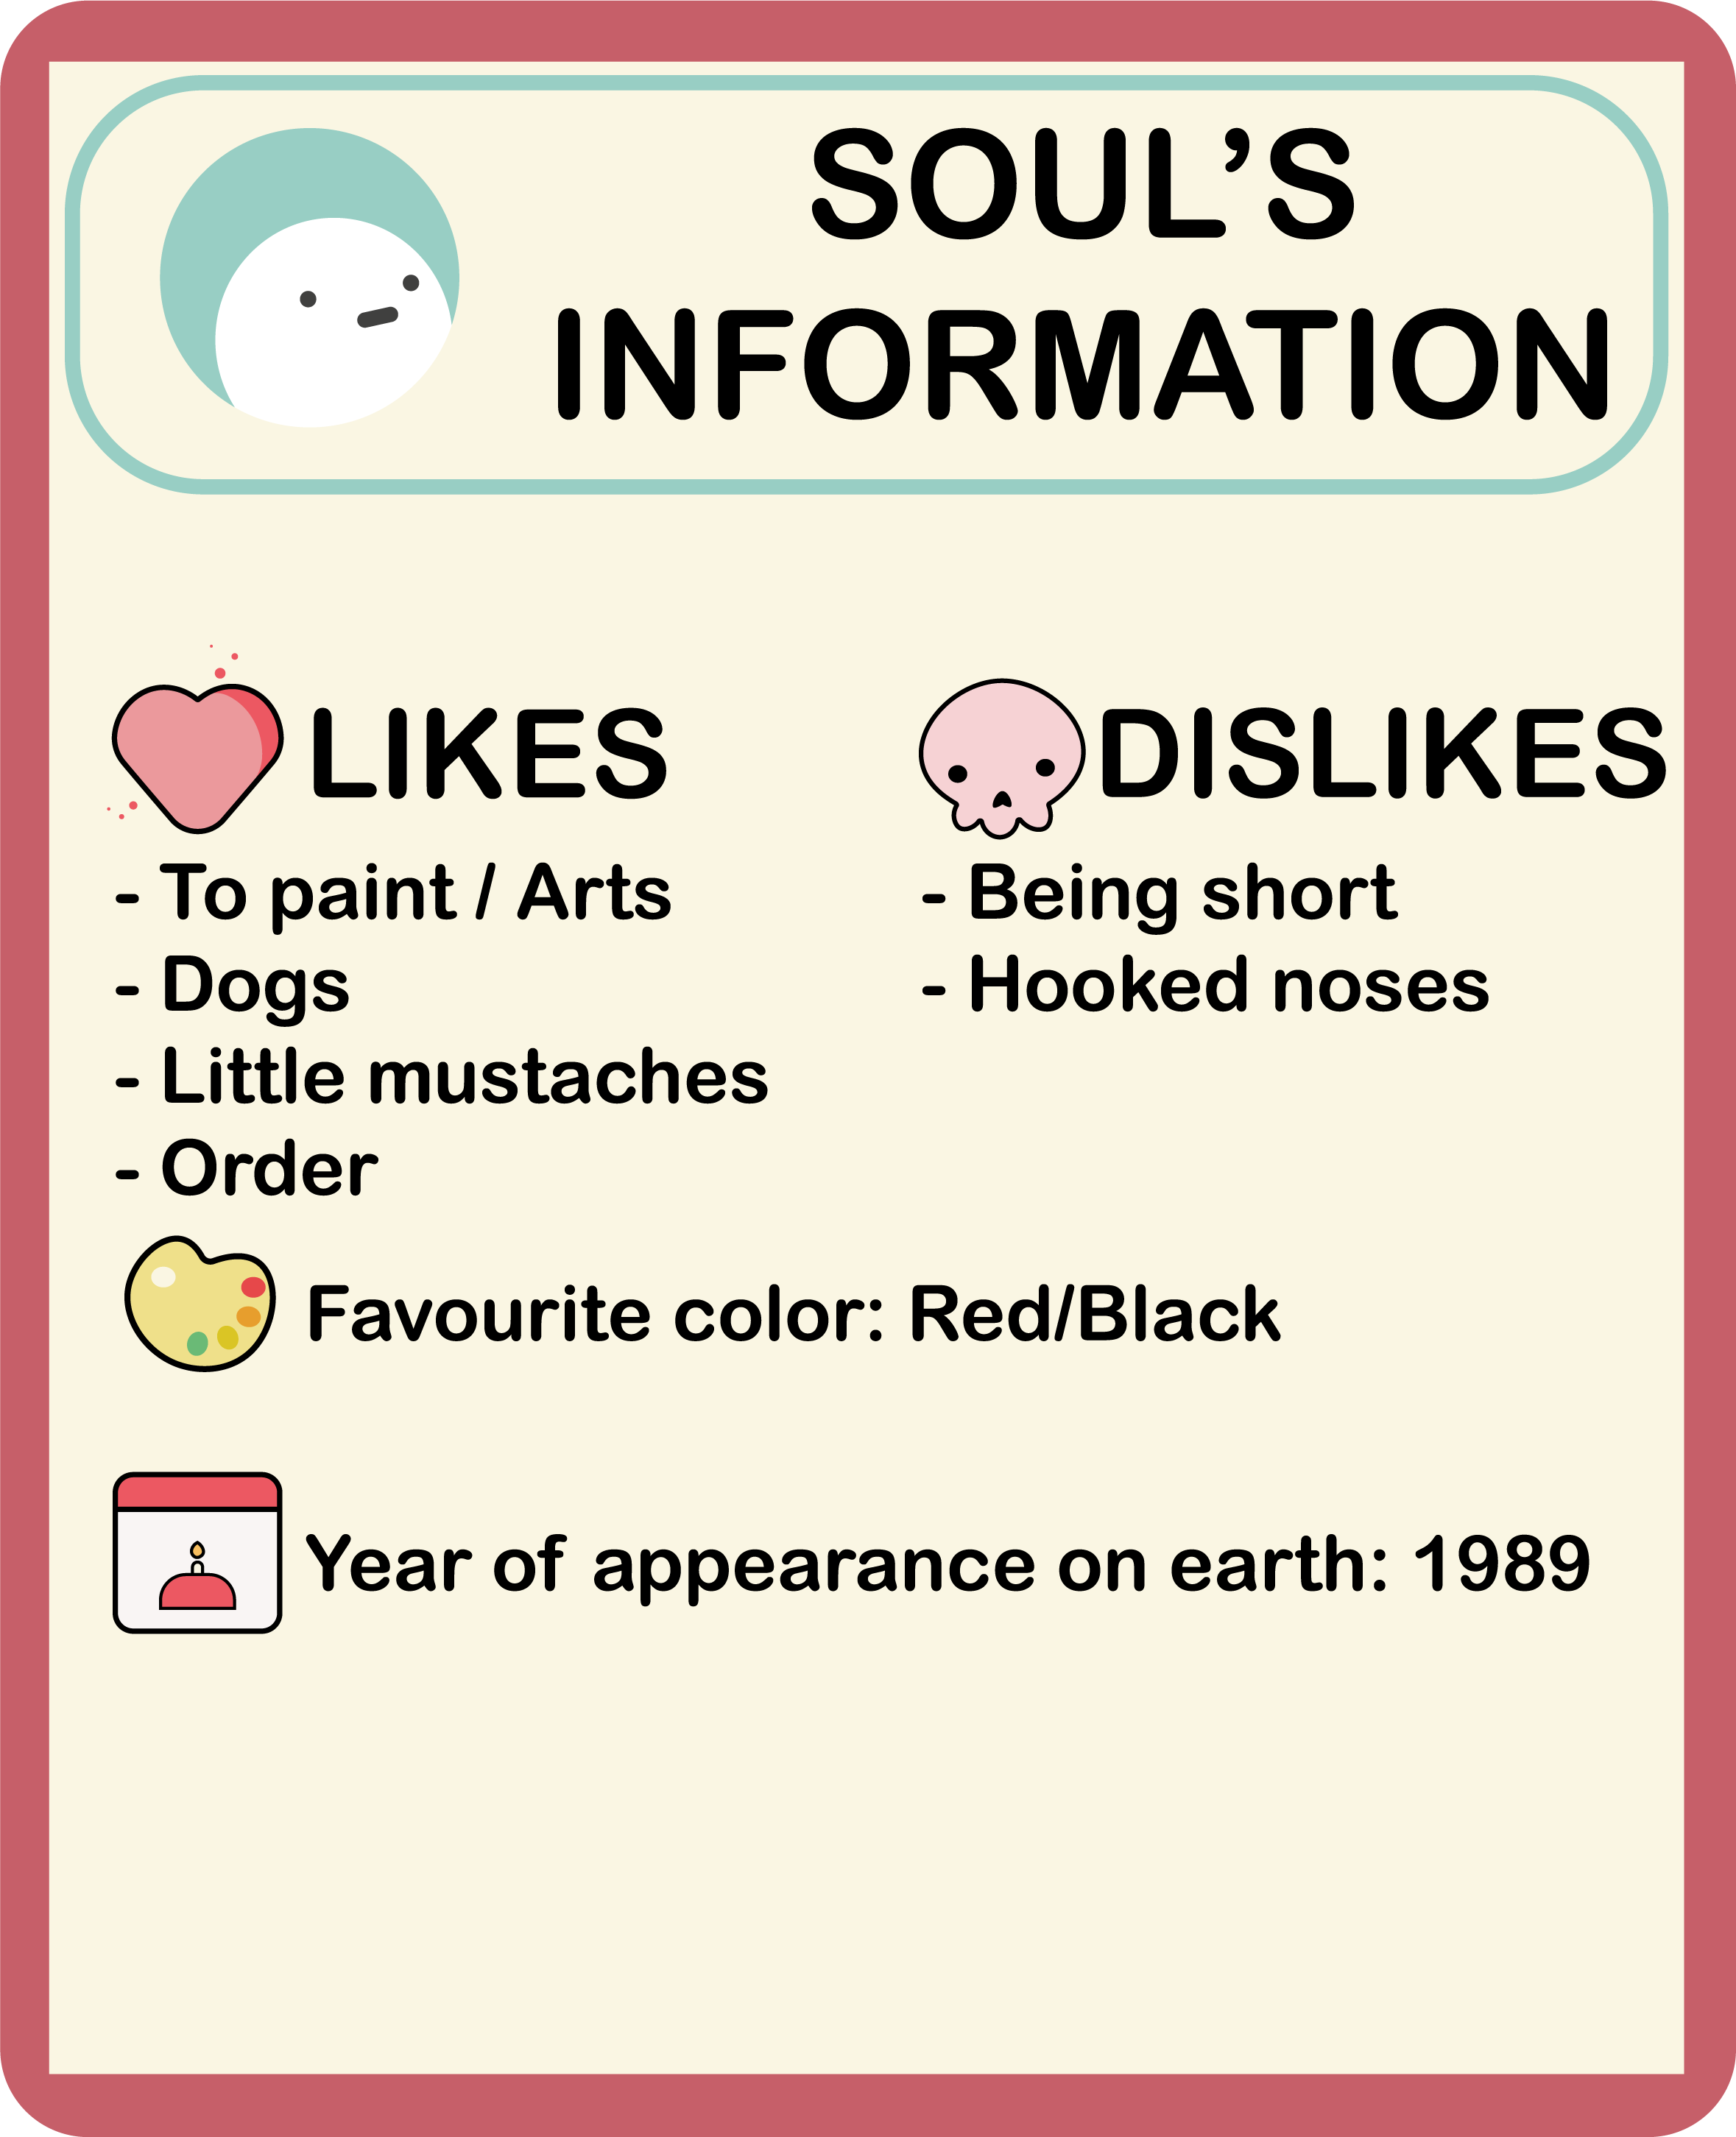 SOUL’S
INFORMATION
LIKES
- To paint / Arts
- Dogs
- Little mustaches
- Order
DISLIKES
- Being short
- Hooked noses
Favourite color: Red/Black
Year of appearance on earth: 1989